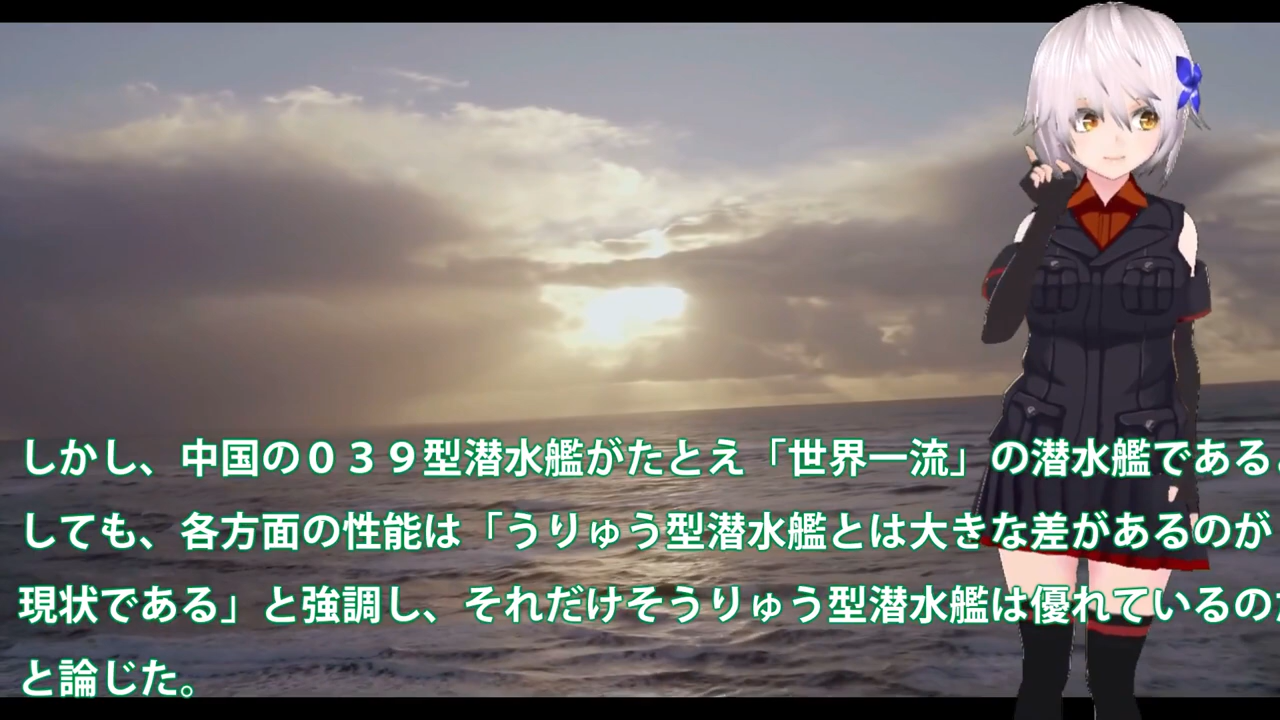 しかし、中国の０３９型潜水艦がたとえ「世界一流」の潜水艦である
しても、各方面の性能は「うりゅう型潜水艦とは大きな差があるのが
現状である」と強調し、それだけそうりゅう型潜水艦は優れているの
と論じた。